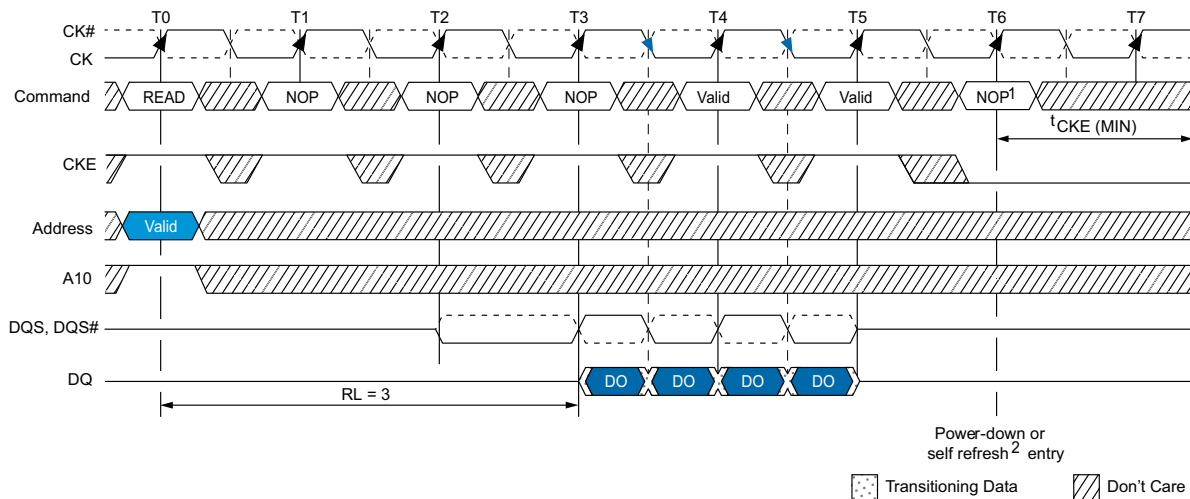 T0 T1 T2 T3 T4 T5 T6 T7
CK#
CK
Command READ NOP NOP NOP Valid Valid NOP1
tCKE (MIN)
CKE
Address Valid
A10
DQS, DQS#
DQ DO DO DO DO
RL = 3
Power-down or
self refresh2 entry
Transitioning Data Don't Care